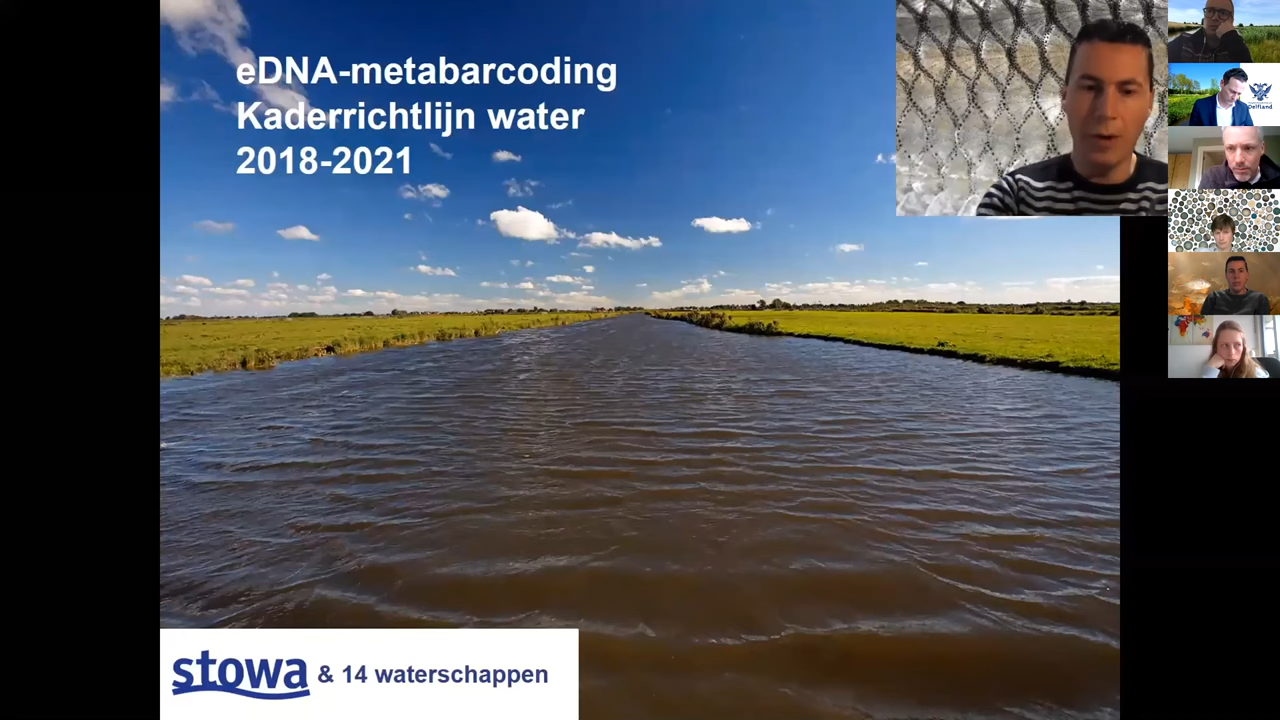 eDNA-metabarcoding
Kaderrichtlijn water
2018-2021
Delfland
stowa & 14 waterschappen